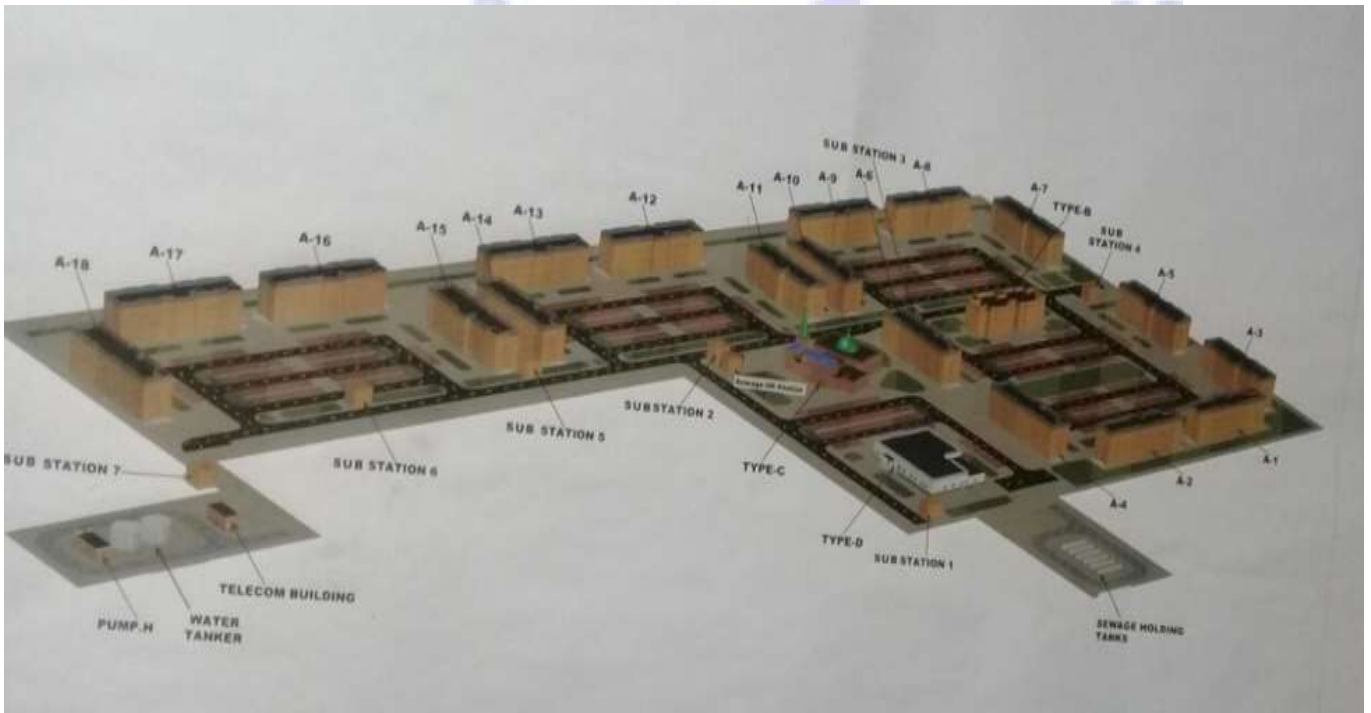 SUB STATION 3
A-8
A-6
A-9
A-10
A-11
A-7
TYPE-B
SUB
STATION 4
A-12
A-13
A-14
A-15
A-16
A-17
A-18
A-5
A-3
A-1
A-2
A-4
SUBSTATION 2
SUB STATION 5
SUB STATION 6
SUB STATION 7
TYPE-C
TYPE-D
SUB STATION 1
TELECOM BUILDING
WATER
TANKER
PUMP.H
SEWAGE HOLDING
TANKS